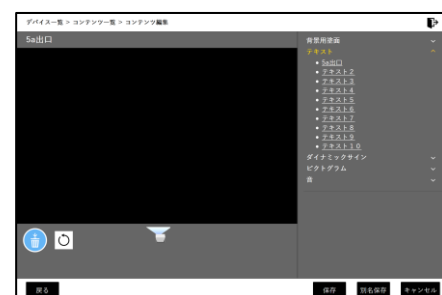 デバイス一覧 > コンテンツ一覧 > コンテンツ編集
5a出口
背景用漆面
テキスト
5a出口
テキスト2
テキスト3
テキスト4
テキスト5
テキスト6
テキスト7
テキスト8
テキスト9
テキスト10
ダイナミックサイン
ピクトグラム
音
戻る
保存
別名保存
キャンセル